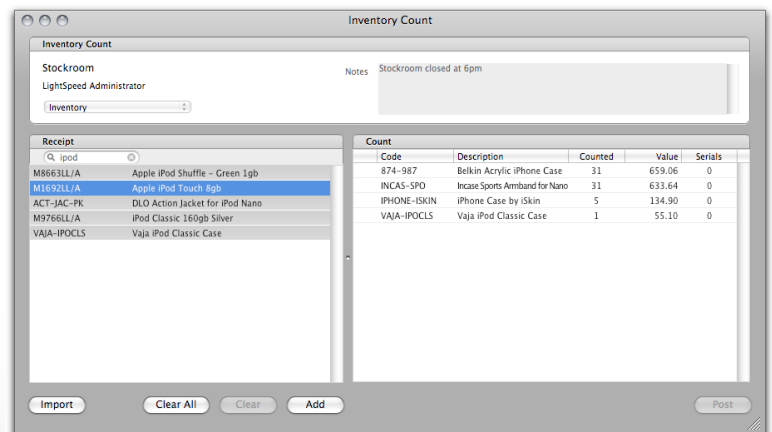 Inventory Count
Inventory Count
Stockroom
LightSpeed Administrator
Inventory
Notes
Stockroom closed at 6pm
Receipt
ipod
M8663LL/A Apple iPod Shuffle - Green 1gb
M1692LL/A Apple iPod Touch 8gb
ACT-JAC-PK DLO Action Jacket for iPod Nano
M9766LL/A iPod Classic 160gb Silver
VAJA-IPOCLS Vaja iPod Classic Case
Count
Code Description Counted Value Serials
874-987 Belkin Acrylic iPhone Case 31 659.06 0
INCAS-SPO Incase Sports Armband for Nano 31 633.64 0
IPHONE-ISKIN iPhone Case by iSkin 5 134.90 0
VAJA-IPOCLS Vaja iPod Classic Case 1 55.10 0
Import
Clear All
Clear
Add
Post